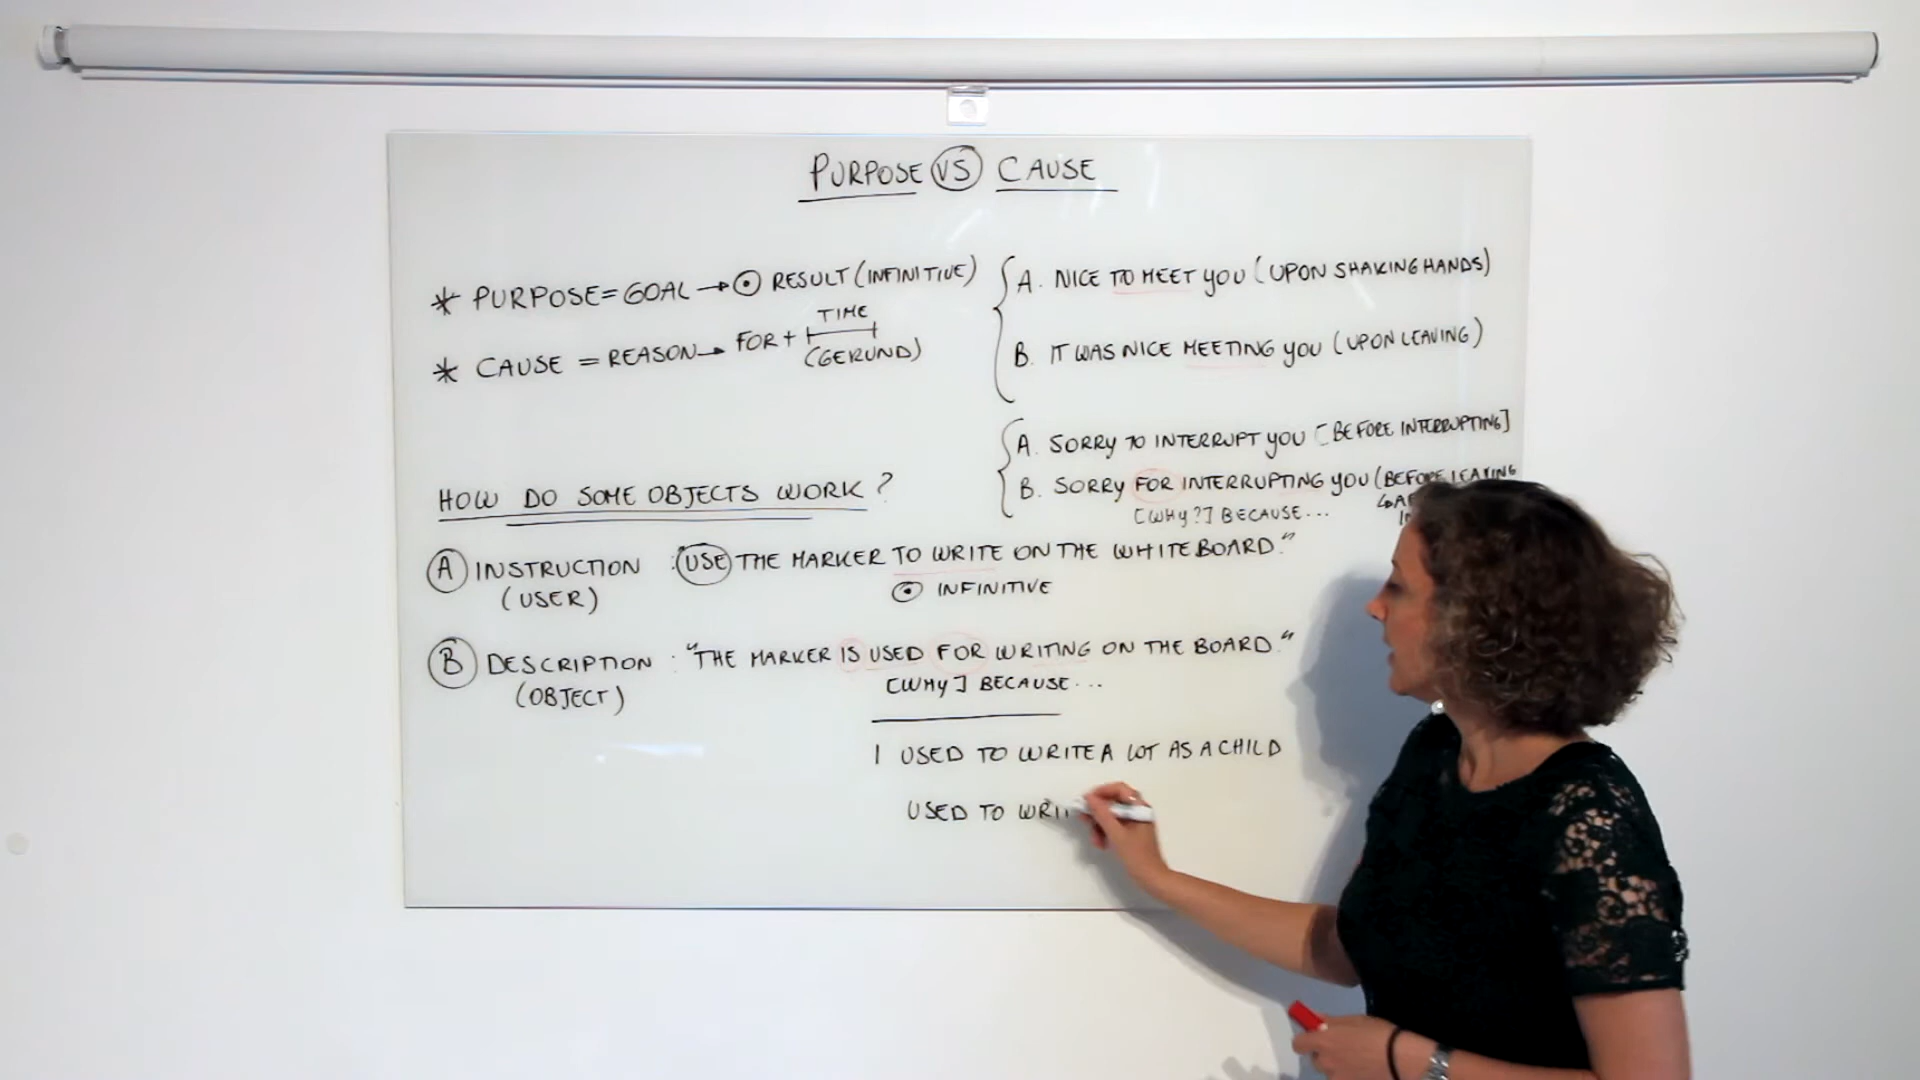 PURPOSE VS CAUSE
* PURPOSE = GOAL → RESULT (INFINITIVE)
TIME
* CAUSE = REASON → FOR + (GERUND)
A. NICE TO MEET YOU (UPON SHAKING HANDS)
B. IT WAS NICE MEETING YOU (UPON LEAVING)
A. SORRY TO INTERRUPT YOU [BEFORE INTERRUPTING]
B. SORRY FOR INTERRUPTING YOU (BEFORE LEAVING
[WHY?] BECAUSE...
HOW DO SOME OBJECTS WORK?
A INSTRUCTION : USE THE MARKER TO WRITE ON THE WHITEBOARD."
(USER)
INFINITIVE
B DESCRIPTION : "THE MARKER IS USED FOR WRITING ON THE BOARD."
(OBJECT)
[WHY] BECAUSE...
I USED TO WRITE A LOT AS A CHILD
USED TO WRI